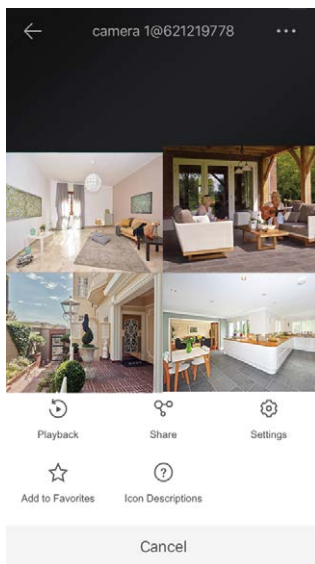 camera 1@621219778
Playback
Share
Settings
Add to Favorites
Icon Descriptions
Cancel